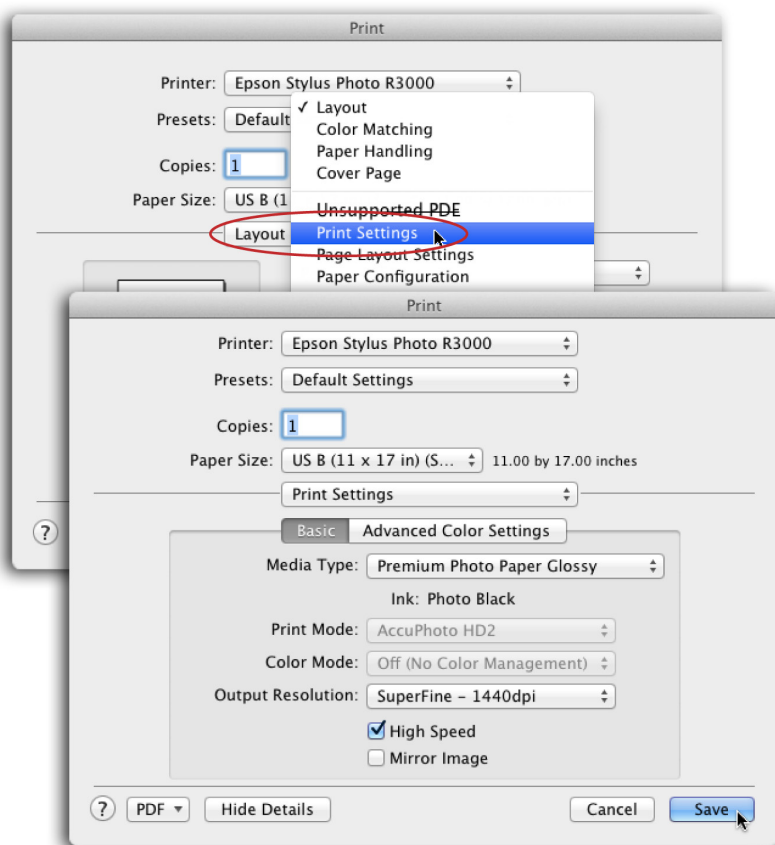 Print
Printer: Epson Stylus Photo R3000
Presets: Default
✓ Layout
Color Matching
Copies: 1
Paper Handling
Cover Page
Paper Size: US B (1
Unsupported PDE
Layout
Print Settings
Page Layout Settings
Paper Configuration
?
Print
Printer: Epson Stylus Photo R3000
Presets: Default Settings
Copies: 1
Paper Size: US B (11 x 17 in) (S... 11.00 by 17.00 inches
Print Settings
Basic Advanced Color Settings
Media Type: Premium Photo Paper Glossy
Ink: Photo Black
Print Mode: AccuPhoto HD2
Color Mode: Off (No Color Management)
Output Resolution: SuperFine – 1440dpi
High Speed
Mirror Image
? PDF Hide Details Cancel Save